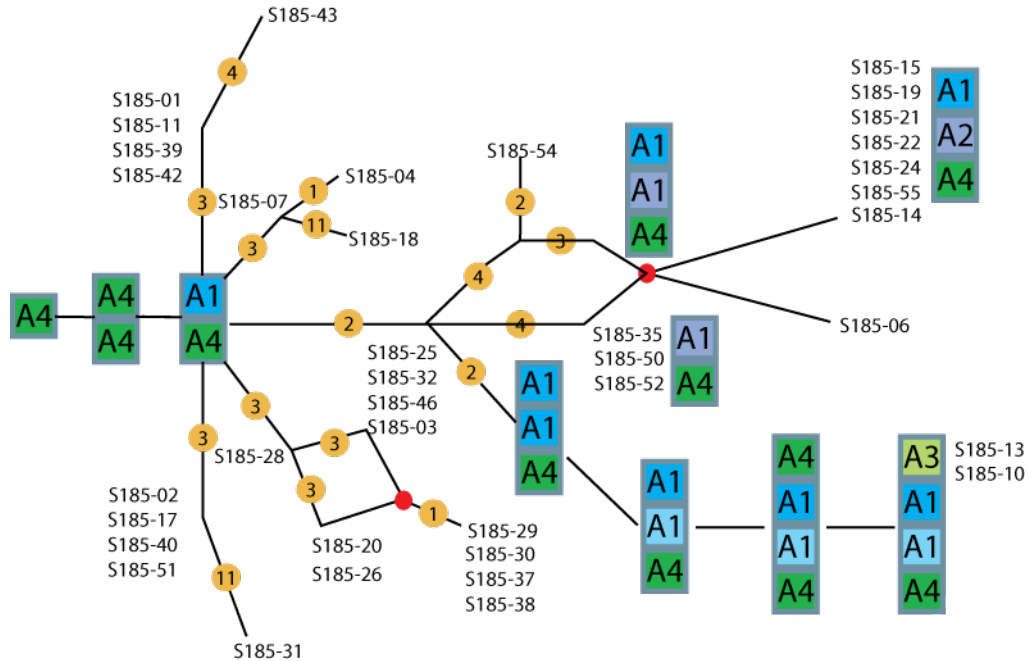 S185-43
4
S185-01
S185-11
S185-39
S185-42
3
S185-07
1
S185-04
11
S185-18
3
S185-54
2
3
4
A1
A1
A4
S185-15
S185-19
S185-21
S185-22
S185-24
S185-55
S185-14
A1
A2
A4
A4
A4
A4
A1
A4
2
4
S185-06
S185-35
S185-50
S185-52
A1
A4
S185-25
S185-32
S185-46
S185-03
2
A1
A1
A4
3
3
3
S185-28
3
1
S185-20
S185-26
S185-29
S185-30
S185-37
S185-38
S185-02
S185-17
S185-40
S185-51
11
S185-31
A1
A1
A4
A4
A1
A1
A4
A3
A1
A1
A4
S185-13
S185-10